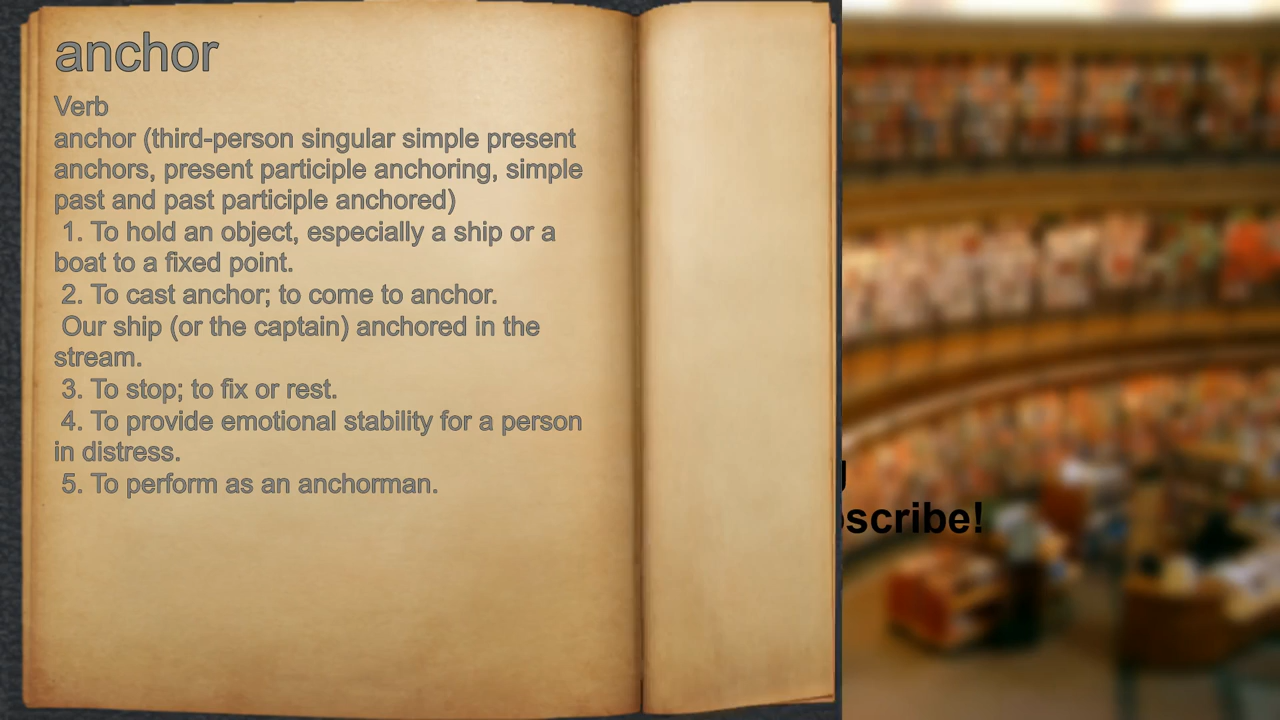 anchor
Verb
anchor (third-person singular simple present
anchors, present participle anchoring, simple
past and past participle anchored)
1. To hold an object, especially a ship or a
boat to a fixed point.
2. To cast anchor; to come to anchor.
Our ship (or the captain) anchored in the
stream.
3. To stop; to fix or rest.
4. To provide emotional stability for a person
in distress.
5. To perform as an anchorman.
scribe!